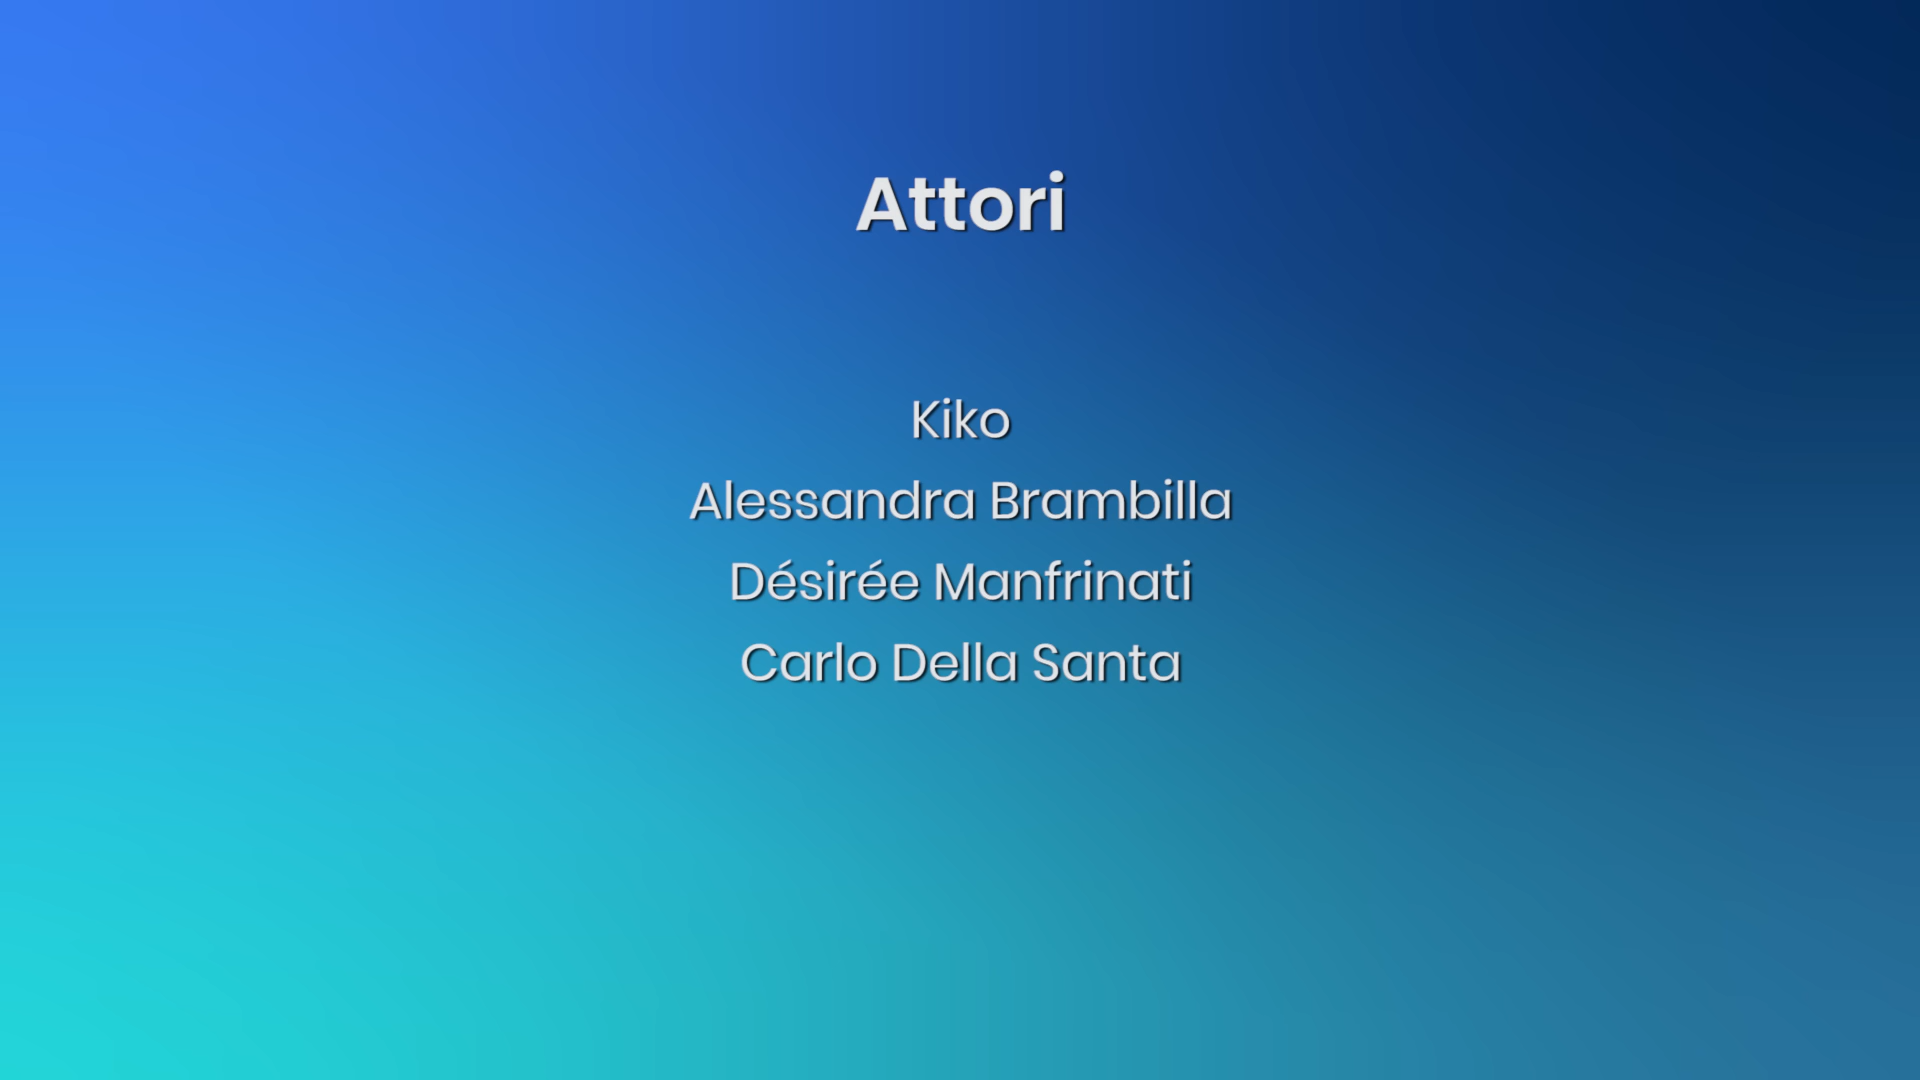 Attori
Kiko
Alessandra Brambilla
Désirée Manfrinati
Carlo Della Santa